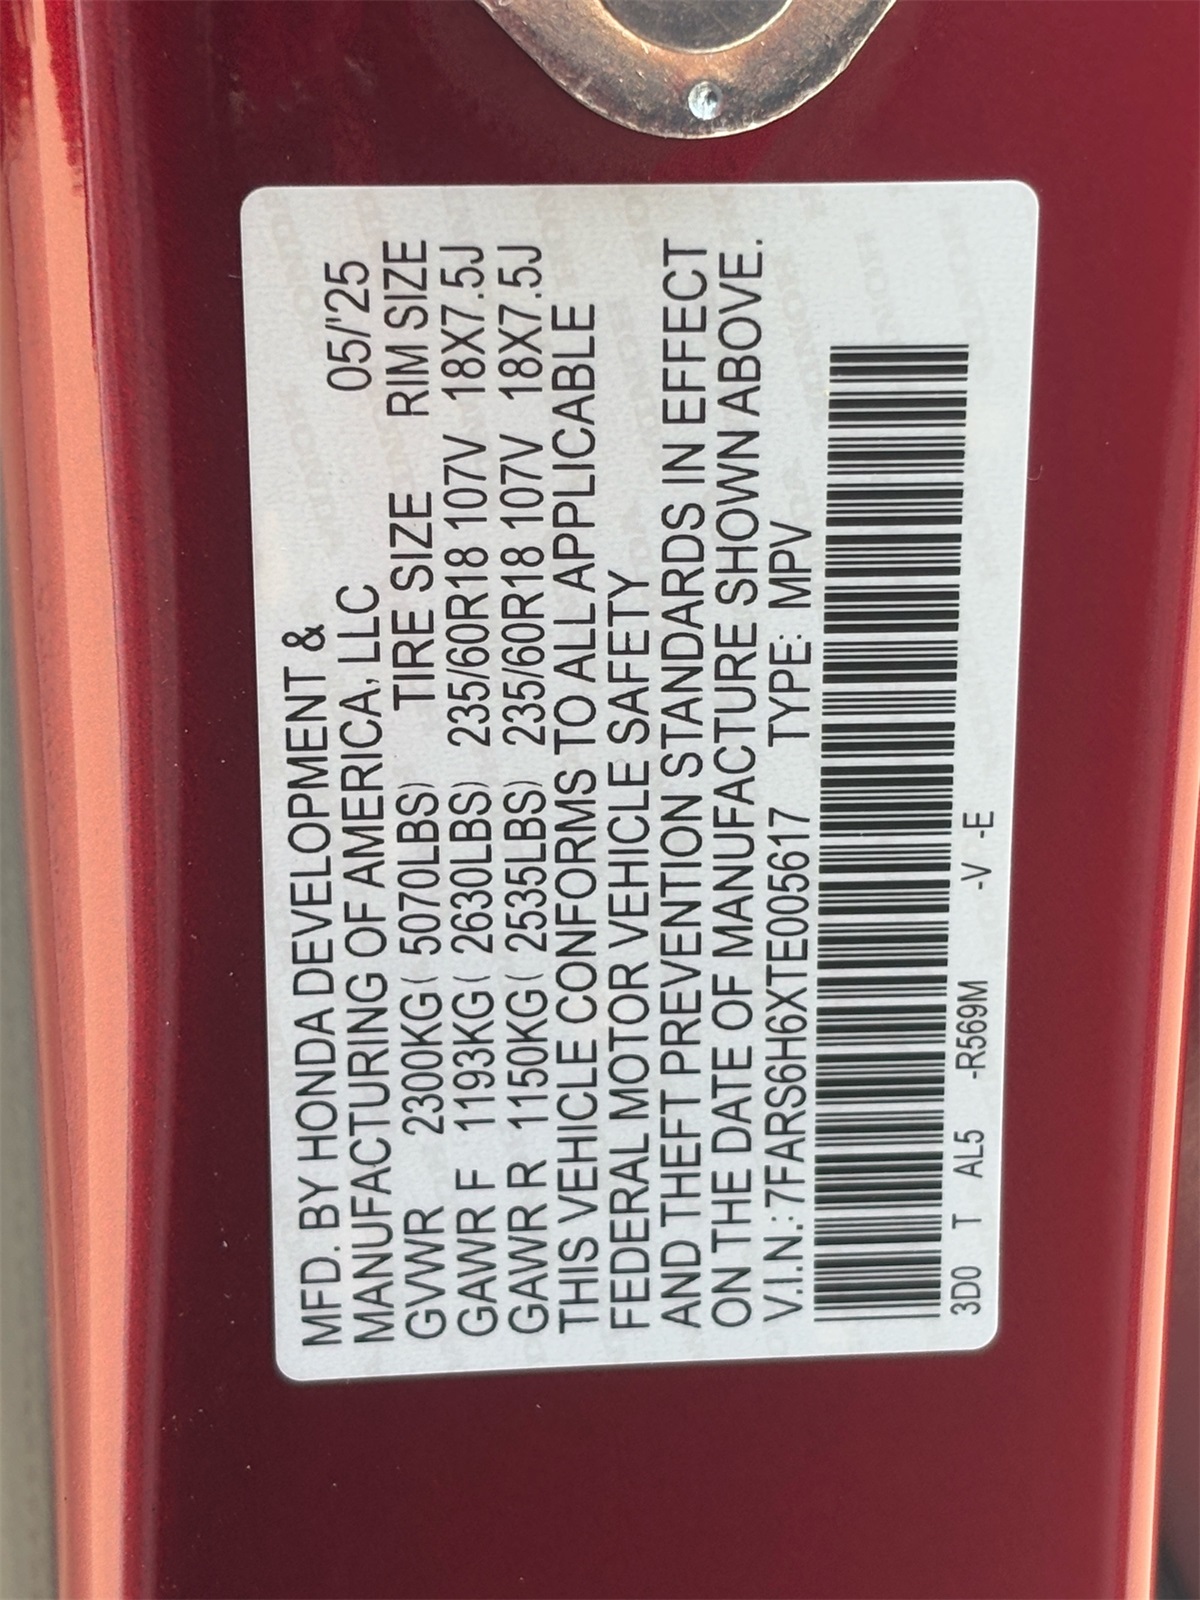 MFD. BY HONDA DEVELOPMENT &
MANUFACTURING OF AMERICA, LLC 05/'25
GVWR 2300KG( 5070LBS) TIRE SIZE RIM SIZE
GAWR F 1193KG( 2630LBS) 235/60R18 107V 18X7.5J
GAWR R 1150KG( 2535LBS) 235/60R18 107V 18X7.5J
THIS VEHICLE CONFORMS TO ALL APPLICABLE
FEDERAL MOTOR VEHICLE SAFETY
AND THEFT PREVENTION STANDARDS IN EFFECT
ON THE DATE OF MANUFACTURE SHOWN ABOVE.
V.I.N.:7FARS6H6XTE005617 TYPE: MPV
3D0 T AL5 -R569M -V -E